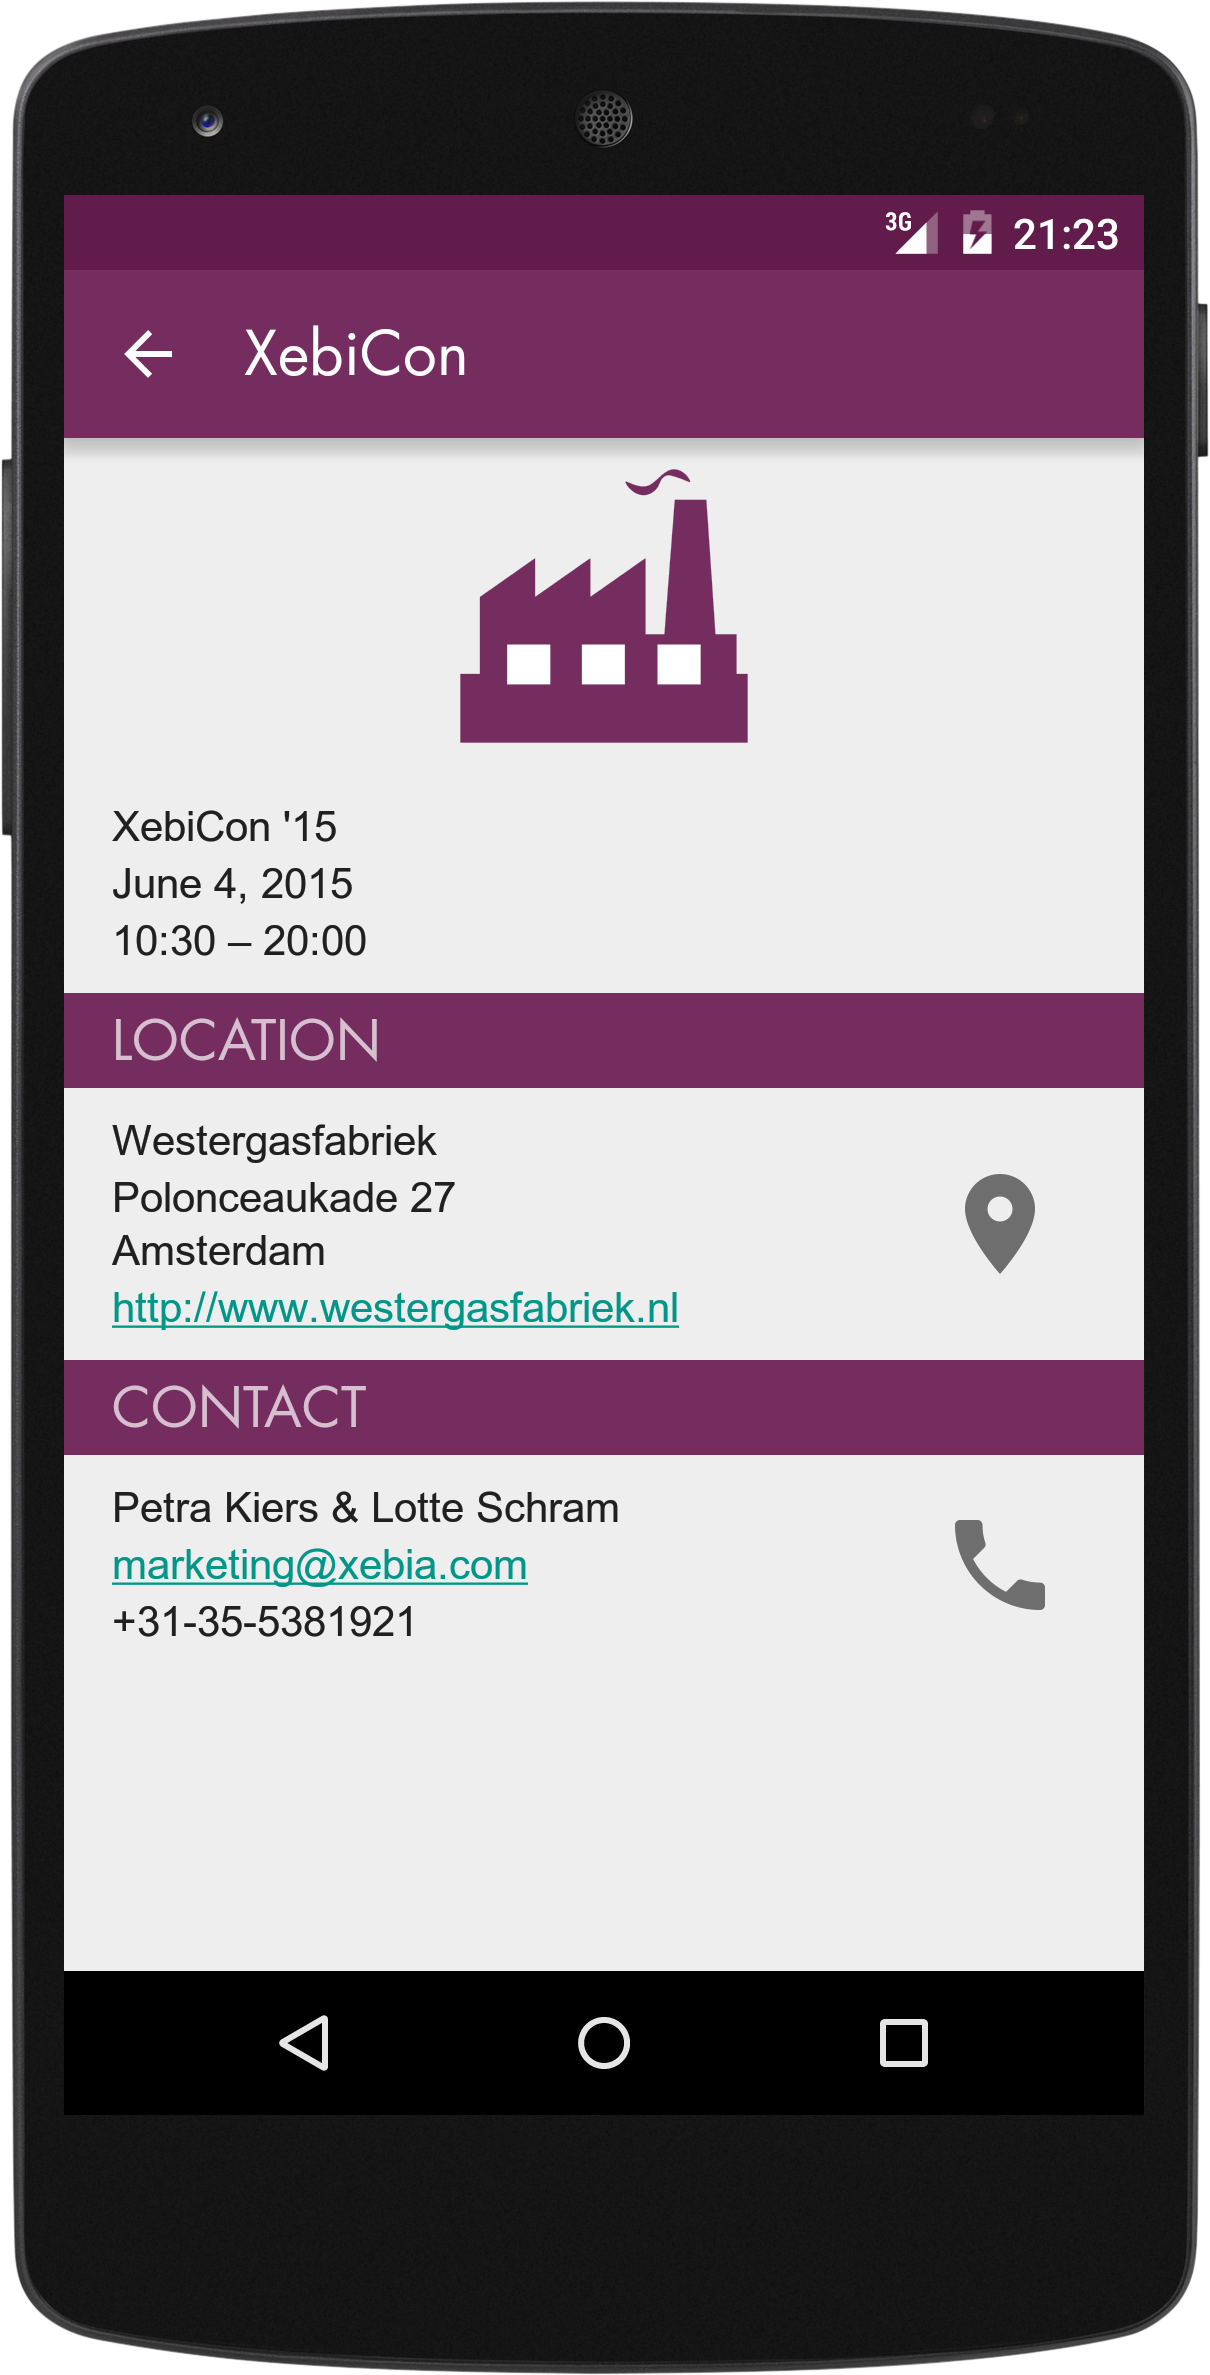 3G 21:23
XebiCon
XebiCon '15
June 4, 2015
10:30 – 20:00
LOCATION
Westergasfabriek
Polonceaukade 27
Amsterdam
http://www.westergasfabriek.nl
CONTACT
Petra Kiers & Lotte Schram
marketing@xebia.com
+31-35-5381921